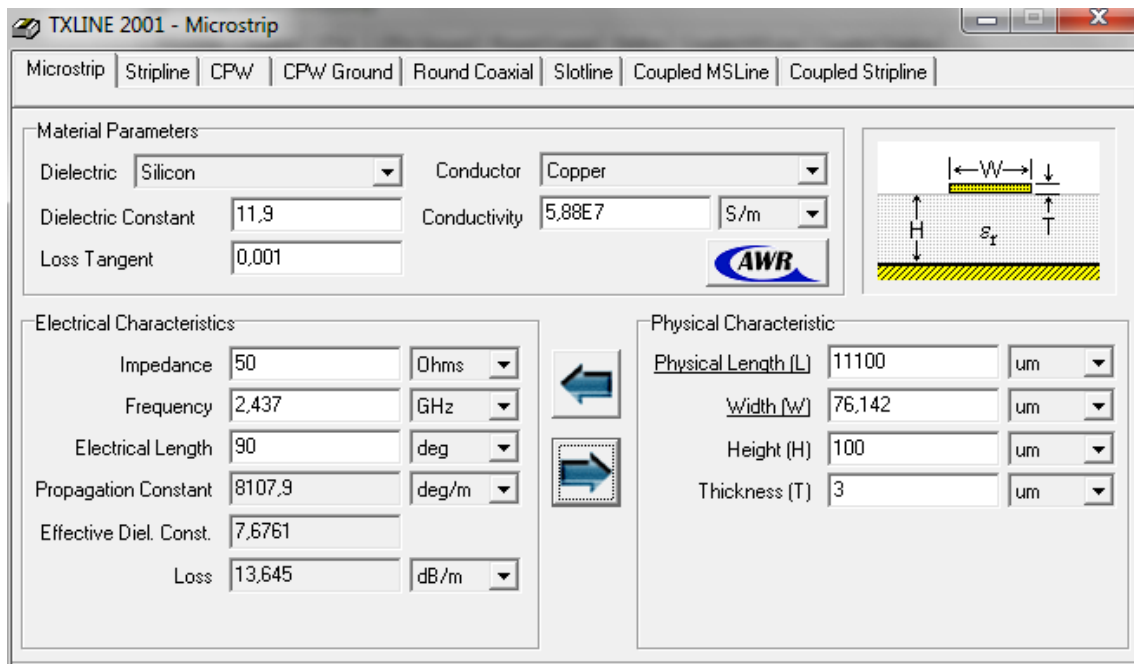 TXLINE 2001 - Microstrip
Microstrip Stripline CPW CPW Ground Round Coaxial Slotline Coupled MSLine Coupled Stripline
Material Parameters
Dielectric Silicon Conductor Copper
Dielectric Constant 11,9 Conductivity 5,88E7 S/m
Loss Tangent 0,001 AWR
W
H εr T
Electrical Characteristics
Impedance 50 Ohms
Frequency 2,437 GHz
Electrical Length 90 deg
Propagation Constant 8107,9 deg/m
Effective Diel. Const. 7,6761
Loss 13,645 dB/m
Physical Characteristic
Physical Length (L) 11100 um
Width (W) 76,142 um
Height (H) 100 um
Thickness (T) 3 um